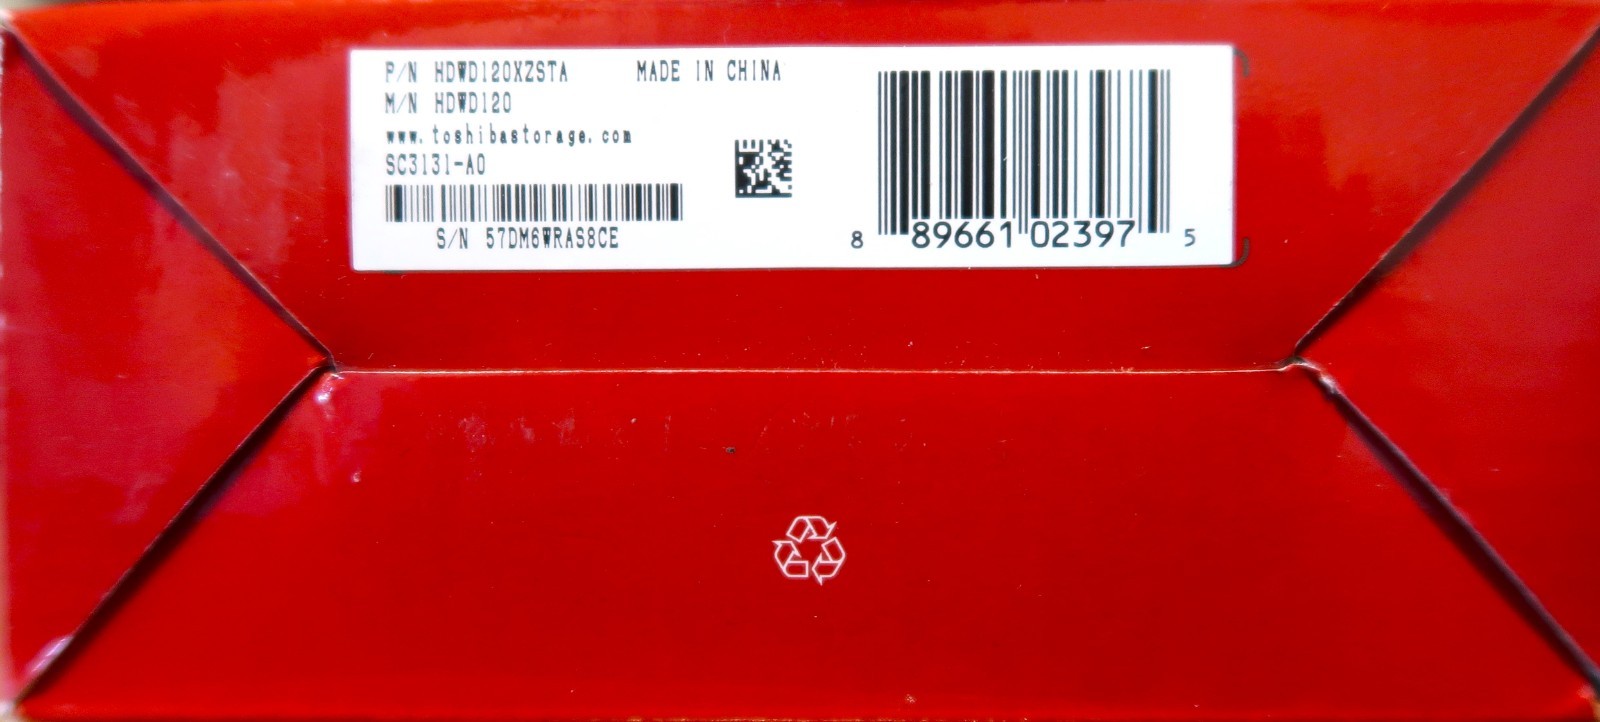 P/N HDWD120XZSTA MADE IN CHINA
M/N HDWD120
www.toshibastorage.com
SC3131-A0
S/N 57DM6WRAS8CE
8 89661 02397 5